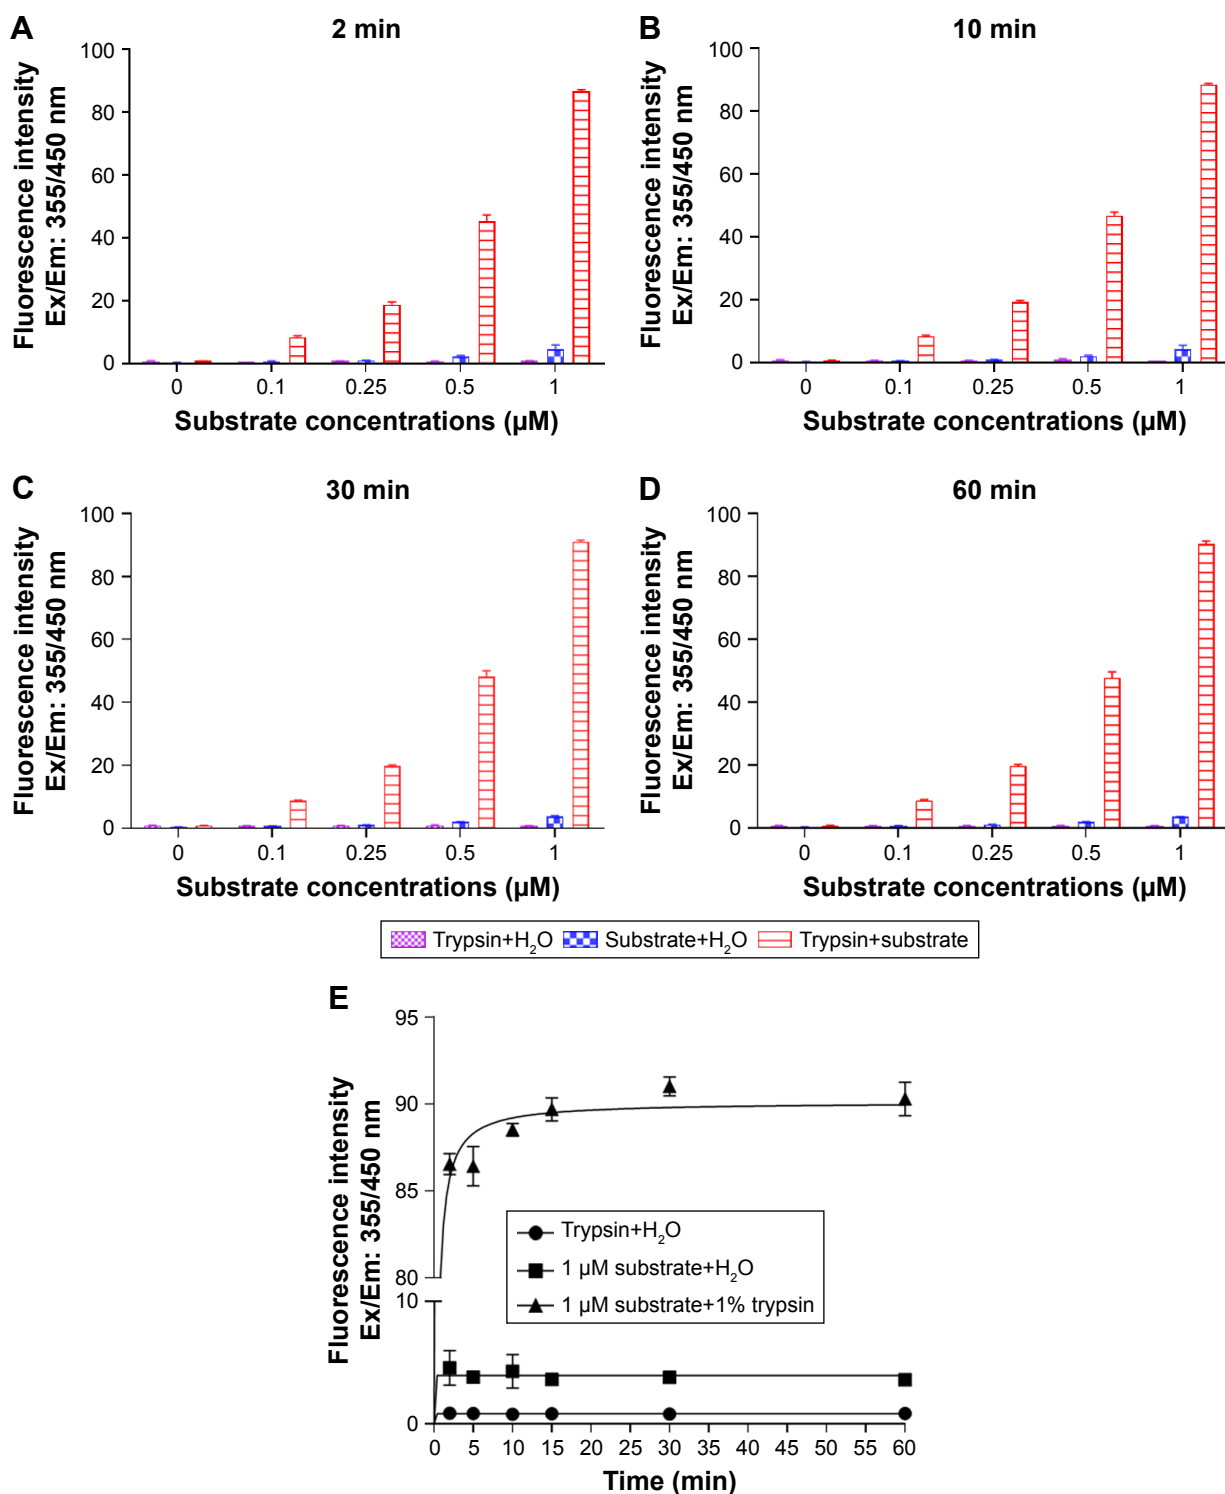 A
2 min
Fluorescence intensity
Ex/Em: 355/450 nm
100
80
60
40
20
0
0 0.1 0.25 0.5 1
Substrate concentrations (µM)
B
10 min
Fluorescence intensity
Ex/Em: 355/450 nm
100
80
60
40
20
0
0 0.1 0.25 0.5 1
Substrate concentrations (µM)
C
30 min
Fluorescence intensity
Ex/Em: 355/450 nm
100
80
60
40
20
0
0 0.1 0.25 0.5 1
Substrate concentrations (µM)
D
60 min
Fluorescence intensity
Ex/Em: 355/450 nm
100
80
60
40
20
0
0 0.1 0.25 0.5 1
Substrate concentrations (µM)
Trypsin+H₂O Substrate+H₂O Trypsin+substrate
E
Fluorescence intensity
Ex/Em: 355/450 nm
95
90
85
80
10
0
Trypsin+H₂O
1 µM substrate+H₂O
1 µM substrate+1% trypsin
0 5 10 15 20 25 30 35 40 45 50 55 60
Time (min)